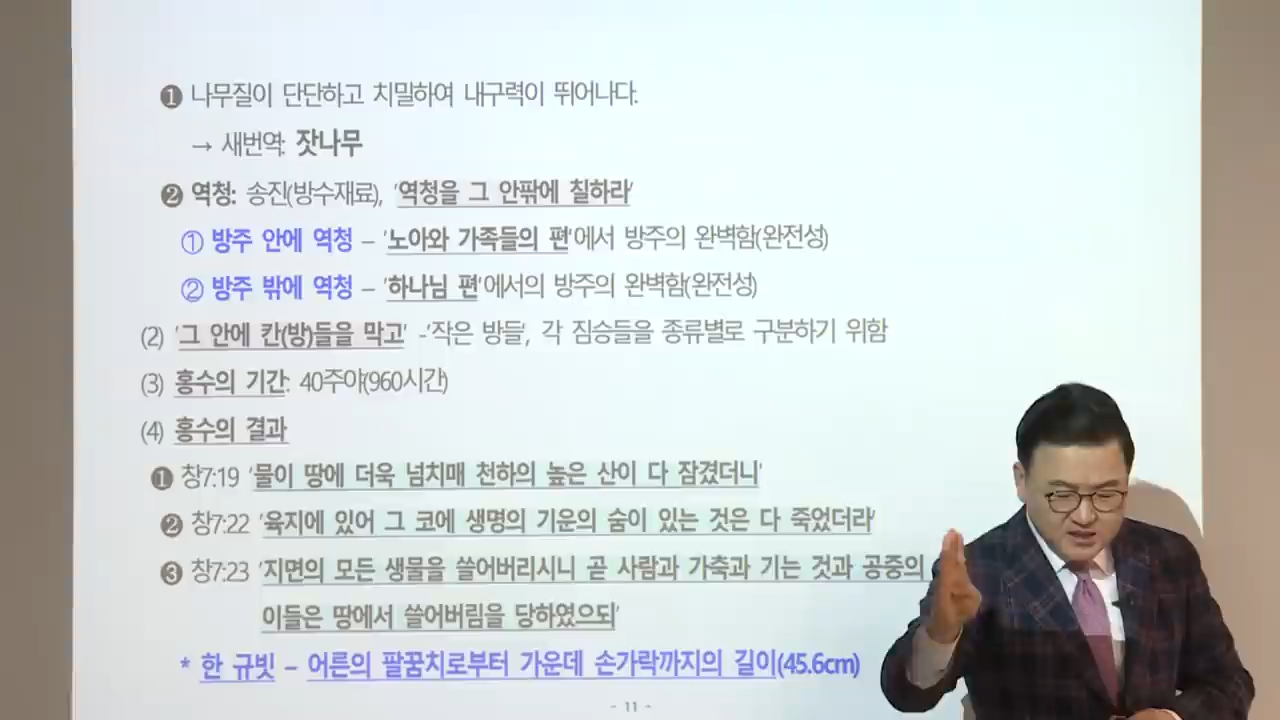 ❶ 나무질이 단단하고 치밀하여 내구력이 뛰어나다.
→ 새번역: 잣나무
❷ 역청: 송진(방수재료), '역청을 그 안팎에 칠하라'
① 방주 안에 역청 – '노아와 가족들의 편'에서 방주의 완벽함(완전성)
② 방주 밖에 역청 – '하나님 편'에서의 방주의 완벽함(완전성)
(2) '그 안에 칸(방)들을 막고' -'작은 방들', 각 짐승들을 종류별로 구분하기 위함
(3) 홍수의 기간: 40주야(960시간)
(4) 홍수의 결과
❶ 창7:19 '물이 땅에 더욱 넘치매 천하의 높은 산이 다 잠겼더니'
❷ 창7:22 '육지에 있어 그 코에 생명의 기운의 숨이 있는 것은 다 죽었더라'
❸ 창7:23 '지면의 모든 생물을 쓸어버리시니 곧 사람과 가축과 기는 것과 공중의
이들은 땅에서 쓸어버림을 당하였으되'
* 한 규빗 – 어른의 팔꿈치로부터 가운데 손가락까지의 길이(45.6cm)
- 11 -